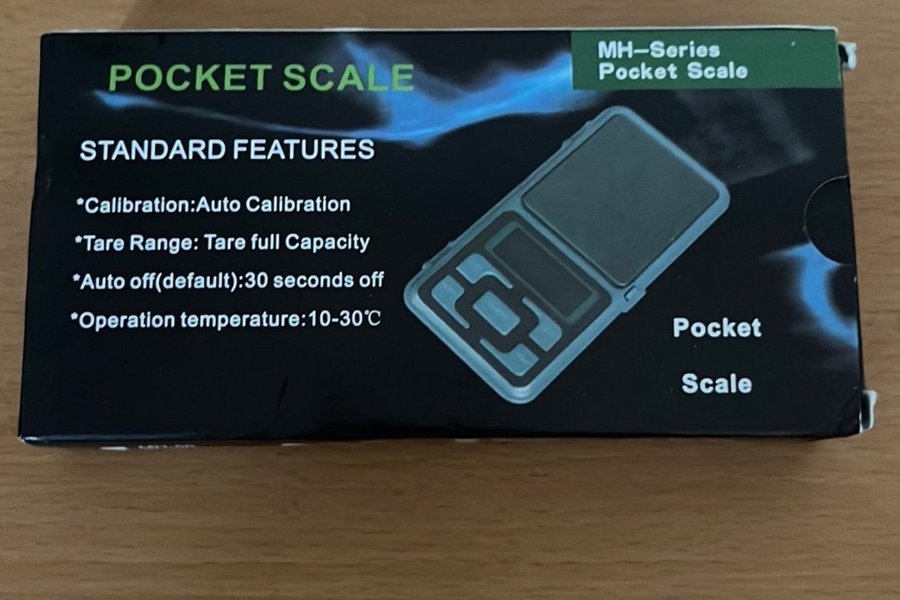 POCKET SCALE
MH-Series
Pocket Scale
STANDARD FEATURES
*Calibration:Auto Calibration
*Tare Range: Tare full Capacity
*Auto off(default):30 seconds off
*Operation temperature:10-30℃
Pocket
Scale